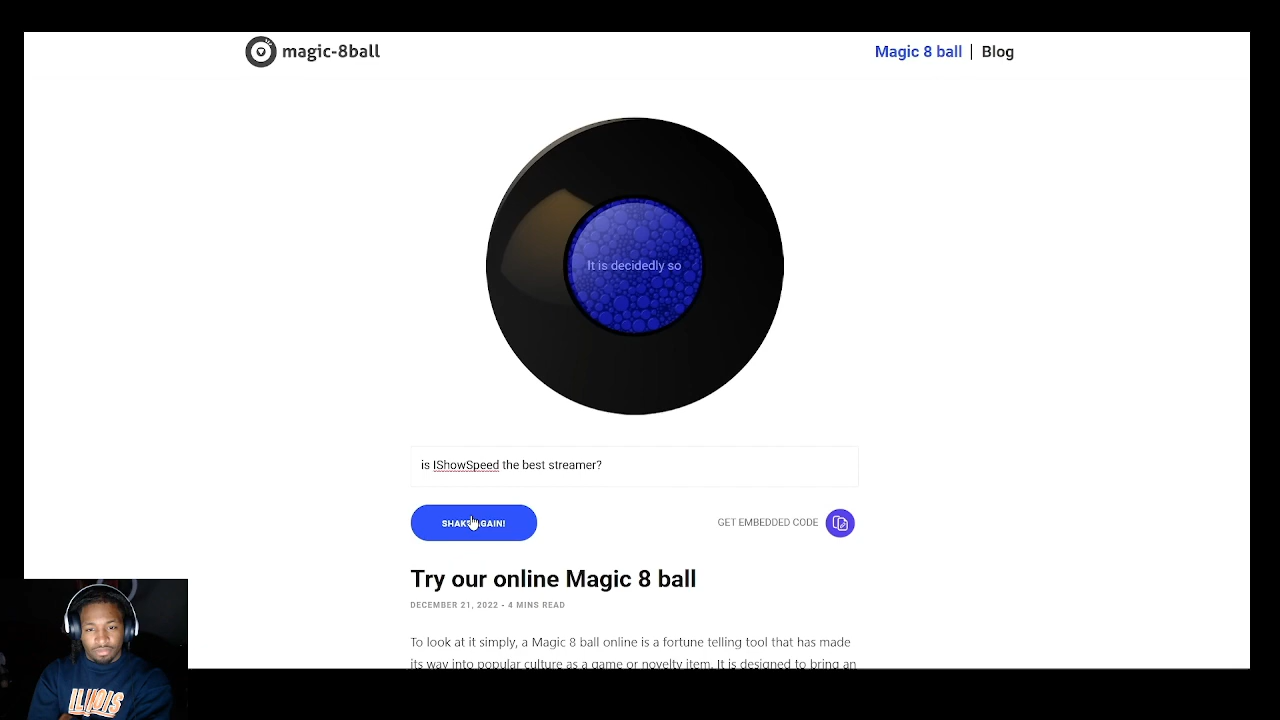 magic-8ball
Magic 8 ball | Blog
It is decidedly so
is IShowSpeed the best streamer?
GAIN!
GET EMBEDDED CODE
Try our online Magic 8 ball
DECEMBER 21, 2022 - 4 MINS READ
To look at it simply, a Magic 8 ball online is a fortune telling tool that has made
its way into popular culture as a game or novelty item. It is designed to bring an